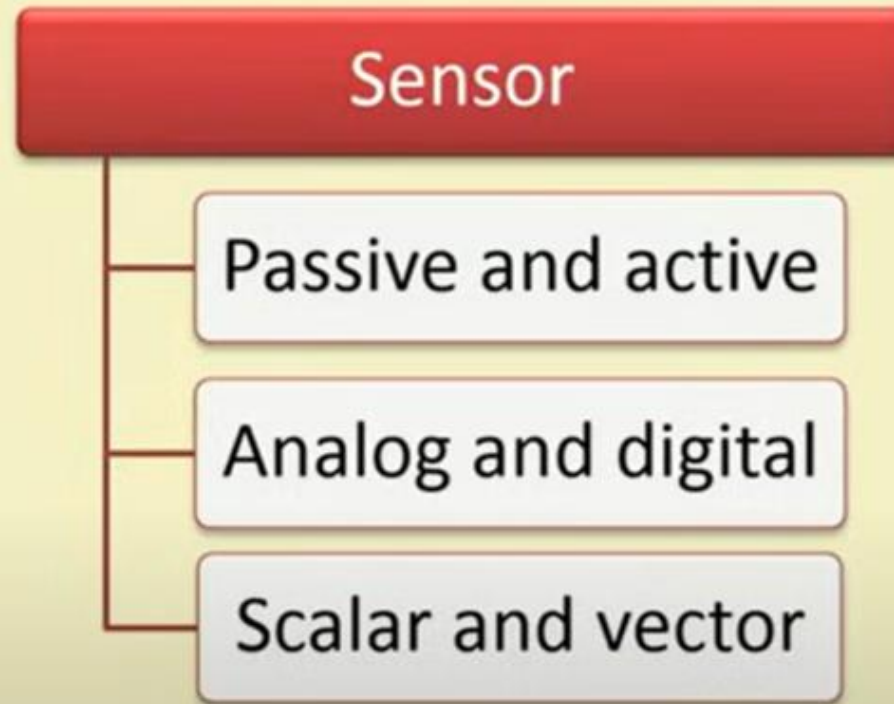 Sensor
Passive and active
Analog and digital
Scalar and vector